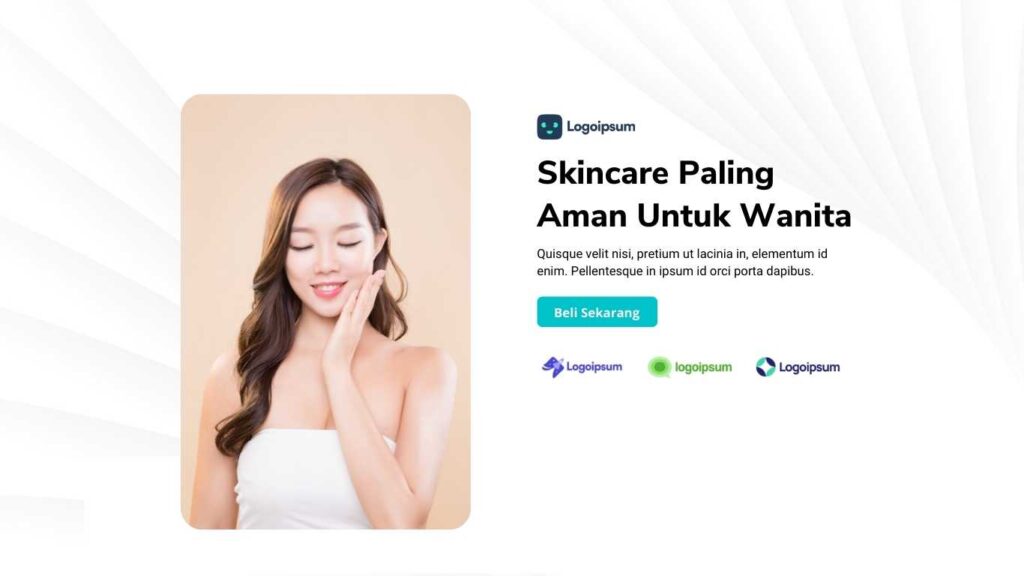 Logoipsum
Skincare Paling
Aman Untuk Wanita
Quisque velit nisi, pretium ut lacinia in, elementum id
enim. Pellentesque in ipsum id orci porta dapibus.
Beli Sekarang
Logoipsum
logoipsum
Logoipsum